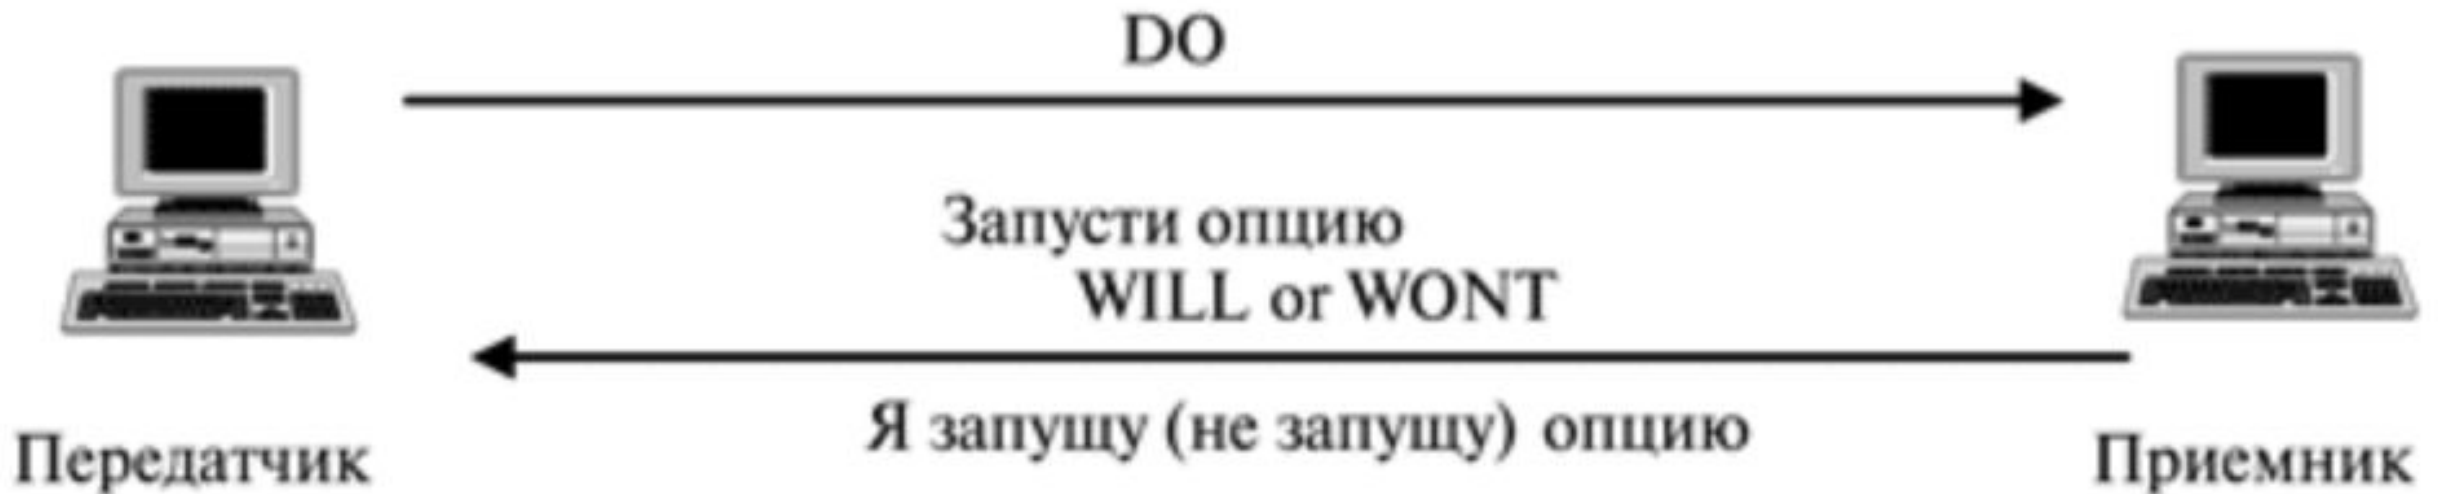 DO
Запусти опцию
WILL or WONT
Я запущу (не запущу) опцию
Передатчик
Приемник